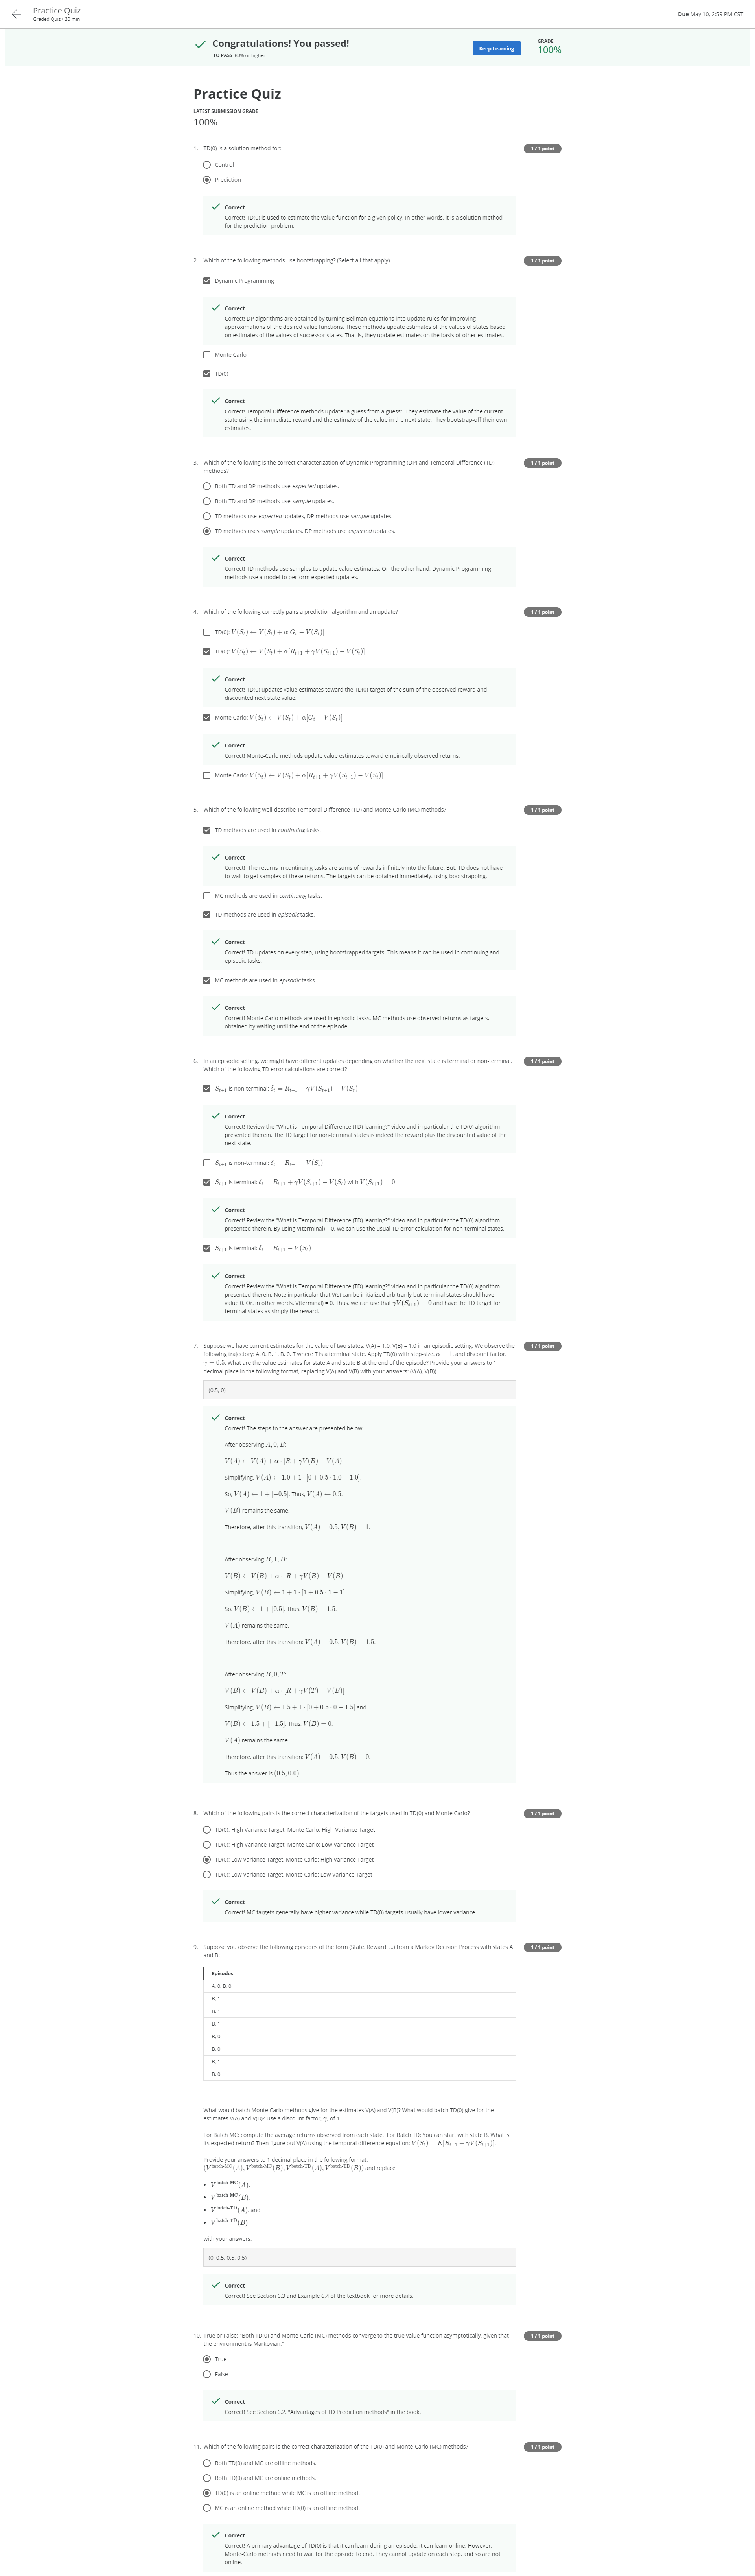 Practice Quiz
Graded Quiz • 30 min
Due May 10, 2:59 PM CST
Congratulations! You passed!
TO PASS 80% or higher
Keep Learning
GRADE
100%
Practice Quiz
LATEST SUBMISSION GRADE
100%
1. TD(0) is a solution method for:
1 / 1 point
Control
Prediction
Correct
Correct! TD(0) is used to estimate the value function for a given policy. In other words, it is a solution method
for the prediction problem.
2. Which of the following methods use bootstrapping? (Select all that apply)
1 / 1 point
Dynamic Programming
Correct
Correct! DP algorithms are obtained by turning Bellman equations into update rules for improving
approximations of the desired value functions. These methods update estimates of the values of states based
on estimates of the values of successor states. That is, they update estimates on the basis of other estimates.
Monte Carlo
TD(0)
Correct
Correct! Temporal Difference methods update "a guess from a guess". They estimate the value of the current
state using the immediate reward and the estimate of the value in the next state. They bootstrap-off their own
estimates.
3. Which of the following is the correct characterization of Dynamic Programming (DP) and Temporal Difference (TD)
methods?
1 / 1 point
Both TD and DP methods use expected updates.
Both TD and DP methods use sample updates.
TD methods use expected updates, DP methods use sample updates.
TD methods uses sample updates, DP methods use expected updates.
Correct
Correct! TD methods use samples to update value estimates. On the other hand, Dynamic Programming
methods use a model to perform expected updates.
4. Which of the following correctly pairs a prediction algorithm and an update?
1 / 1 point
TD(0): V(S_t) ← V(S_t) + α[G_t − V(S_t)]
TD(0): V(S_t) ← V(S_t) + α[R_{t+1} + γV(S_{t+1}) − V(S_t)]
Correct
Correct! TD(0) updates value estimates toward the TD(0)-target of the sum of the observed reward and
discounted next state value.
Monte Carlo: V(S_t) ← V(S_t) + α[G_t − V(S_t)]
Correct
Correct! Monte-Carlo methods update value estimates toward empirically observed returns.
Monte Carlo: V(S_t) ← V(S_t) + α[R_{t+1} + γV(S_{t+1}) − V(S_t)]
5. Which of the following well-describe Temporal Difference (TD) and Monte-Carlo (MC) methods?
1 / 1 point
TD methods are used in continuing tasks.
Correct
Correct! The returns in continuing tasks are sums of rewards infinitely into the future. But, TD does not have
to wait to get samples of these returns. The targets can be obtained immediately, using bootstrapping.
MC methods are used in continuing tasks.
TD methods are used in episodic tasks.
Correct
Correct! TD updates on every step, using bootstrapped targets. This means it can be used in continuing and
episodic tasks.
MC methods are used in episodic tasks.
Correct
Correct! Monte Carlo methods are used in episodic tasks. MC methods use observed returns as targets,
obtained by waiting until the end of the episode.
6. In an episodic setting, we might have different updates depending on whether the next state is terminal or non-terminal.
Which of the following TD error calculations are correct?
1 / 1 point
S_{t+1} is non-terminal: δ_t = R_{t+1} + γV(S_{t+1}) − V(S_t)
Correct
Correct! Review the "What is Temporal Difference (TD) learning?" video and in particular the TD(0) algorithm
presented therein. The TD target for non-terminal states is indeed the reward plus the discounted value of the
next state.
S_{t+1} is non-terminal: δ_t = R_{t+1} − V(S_t)
S_{t+1} is terminal: δ_t = R_{t+1} + γV(S_{t+1}) − V(S_t) with V(S_{t+1}) = 0
Correct
Correct! Review the "What is Temporal Difference (TD) learning?" video and in particular the TD(0) algorithm
presented therein. By using V(terminal) = 0, we can use the usual TD error calculation for non-terminal states.
S_{t+1} is terminal: δ_t = R_{t+1} − V(S_t)
Correct
Correct! Review the "What is Temporal Difference (TD) learning?" video and in particular the TD(0) algorithm
presented therein. Note in particular that V(s) can be initialized arbitrarily but terminal states should have
value 0. Or, in other words, V(terminal) = 0. Thus, we can use that γV(S_{t+1}) = 0 and have the TD target for
terminal states as simply the reward.
7. Suppose we have current estimates for the value of two states: V(A) = 1.0, V(B) = 1.0 in an episodic setting. We observe the
following trajectory: A, 0, B, 1, B, 0, T where T is a terminal state. Apply TD(0) with step-size, α = 1, and discount factor,
γ = 0.5. What are the value estimates for state A and state B at the end of the episode? Provide your answers to 1
decimal place in the following format, replacing V(A) and V(B) with your answers: (V(A), V(B))
1 / 1 point
(0.5, 0)
Correct
Correct! The steps to the answer are presented below:
After observing A, 0, B:
V(A) ← V(A) + α · [R + γV(B) − V(A)]
Simplifying, V(A) ← 1.0 + 1 · [0 + 0.5 · 1.0 − 1.0].
So, V(A) ← 1 + [−0.5]. Thus, V(A) ← 0.5.
V(B) remains the same.
Therefore, after this transition, V(A) = 0.5, V(B) = 1.
After observing B, 1, B:
V(B) ← V(B) + α · [R + γV(B) − V(B)]
Simplifying, V(B) ← 1 + 1 · [1 + 0.5 · 1 − 1].
So, V(B) ← 1 + [0.5]. Thus, V(B) = 1.5.
V(A) remains the same.
Therefore, after this transition: V(A) = 0.5, V(B) = 1.5.
After observing B, 0, T:
V(B) ← V(B) + α · [R + γV(T) − V(B)]
Simplifying, V(B) ← 1.5 + 1 · [0 + 0.5 · 0 − 1.5] and
V(B) ← 1.5 + [−1.5]. Thus, V(B) = 0.
V(A) remains the same.
Therefore, after this transition: V(A) = 0.5, V(B) = 0.
Thus the answer is (0.5, 0.0).
8. Which of the following pairs is the correct characterization of the targets used in TD(0) and Monte Carlo?
1 / 1 point
TD(0): High Variance Target, Monte Carlo: High Variance Target
TD(0): High Variance Target, Monte Carlo: Low Variance Target
TD(0): Low Variance Target, Monte Carlo: High Variance Target
TD(0): Low Variance Target, Monte Carlo: Low Variance Target
Correct
Correct! MC targets generally have higher variance while TD(0) targets usually have lower variance.
9. Suppose you observe the following episodes of the form (State, Reward, ...) from a Markov Decision Process with states A
and B:
1 / 1 point
Episodes
A, 0, B, 0
B, 1
B, 1
B, 1
B, 0
B, 0
B, 1
B, 0
What would batch Monte Carlo methods give for the estimates V(A) and V(B)? What would batch TD(0) give for the
estimates V(A) and V(B)? Use a discount factor, γ, of 1.
For Batch MC: compute the average returns observed from each state. For Batch TD: You can start with state B. What is
its expected return? Then figure out V(A) using the temporal difference equation: V(S_t) = E[R_{t+1} + γV(S_{t+1})].
Provide your answers to 1 decimal place in the following format:
(V^{batch-MC}(A), V^{batch-MC}(B), V^{batch-TD}(A), V^{batch-TD}(B)) and replace
• V^{batch-MC}(A),
• V^{batch-MC}(B),
• V^{batch-TD}(A), and
• V^{batch-TD}(B)
with your answers.
(0, 0.5, 0.5, 0.5)
Correct
Correct! See Section 6.3 and Example 6.4 of the textbook for more details.
10. True or False: "Both TD(0) and Monte-Carlo (MC) methods converge to the true value function asymptotically, given that
the environment is Markovian."
1 / 1 point
True
False
Correct
Correct! See Section 6.2, "Advantages of TD Prediction methods" in the book.
11. Which of the following pairs is the correct characterization of the TD(0) and Monte-Carlo (MC) methods?
1 / 1 point
Both TD(0) and MC are offline methods.
Both TD(0) and MC are online methods.
TD(0) is an online method while MC is an offline method.
MC is an online method while TD(0) is an offline method.
Correct
Correct! A primary advantage of TD(0) is that it can learn during an episode: it can learn online. However,
Monte-Carlo methods need to wait for the episode to end. They cannot update on each step, and so are not
online.